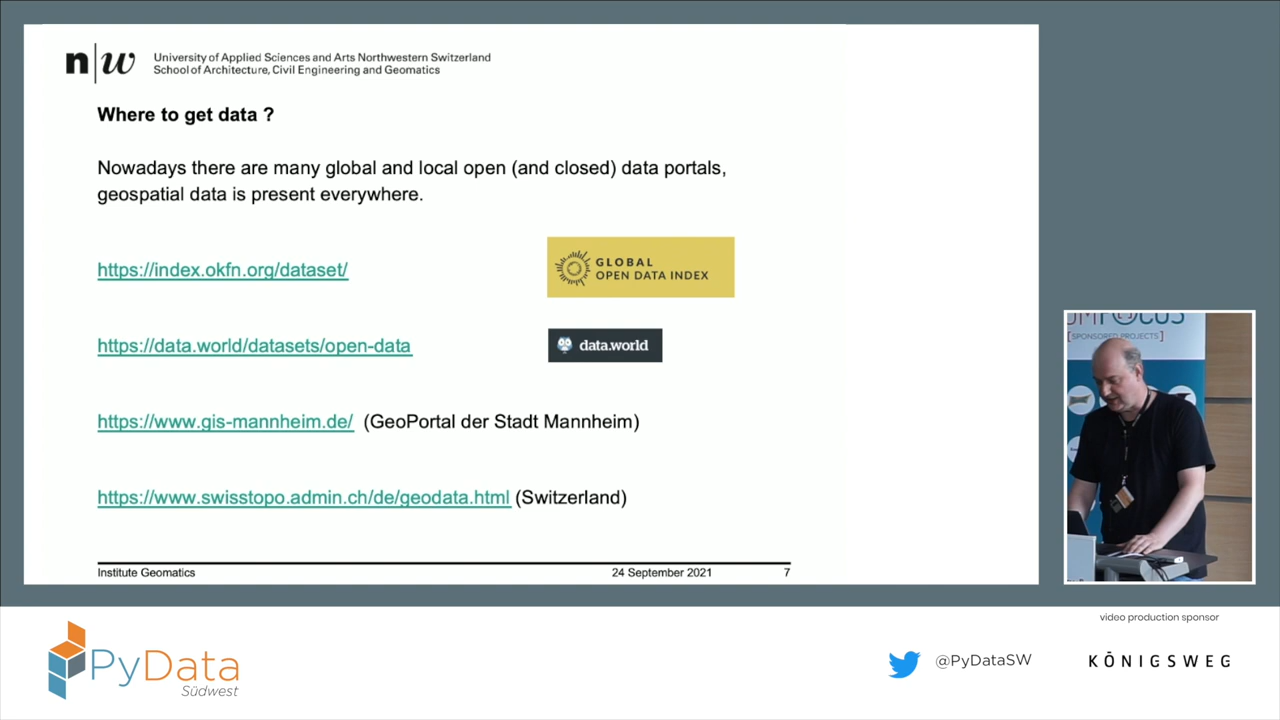 n|w University of Applied Sciences and Arts Northwestern Switzerland
School of Architecture, Civil Engineering and Geomatics
Where to get data ?
Nowadays there are many global and local open (and closed) data portals,
geospatial data is present everywhere.
https://index.okfn.org/dataset/
GLOBAL
OPEN DATA INDEX
https://data.world/datasets/open-data
data.world
https://www.gis-mannheim.de/ (GeoPortal der Stadt Mannheim)
https://www.swisstopo.admin.ch/de/geodata.html (Switzerland)
Institute Geomatics 24 September 2021 7
[SPONSORED PROJECTS]
video production sponsor
PyData
Südwest
@PyDataSW
KÖNIGSWEG